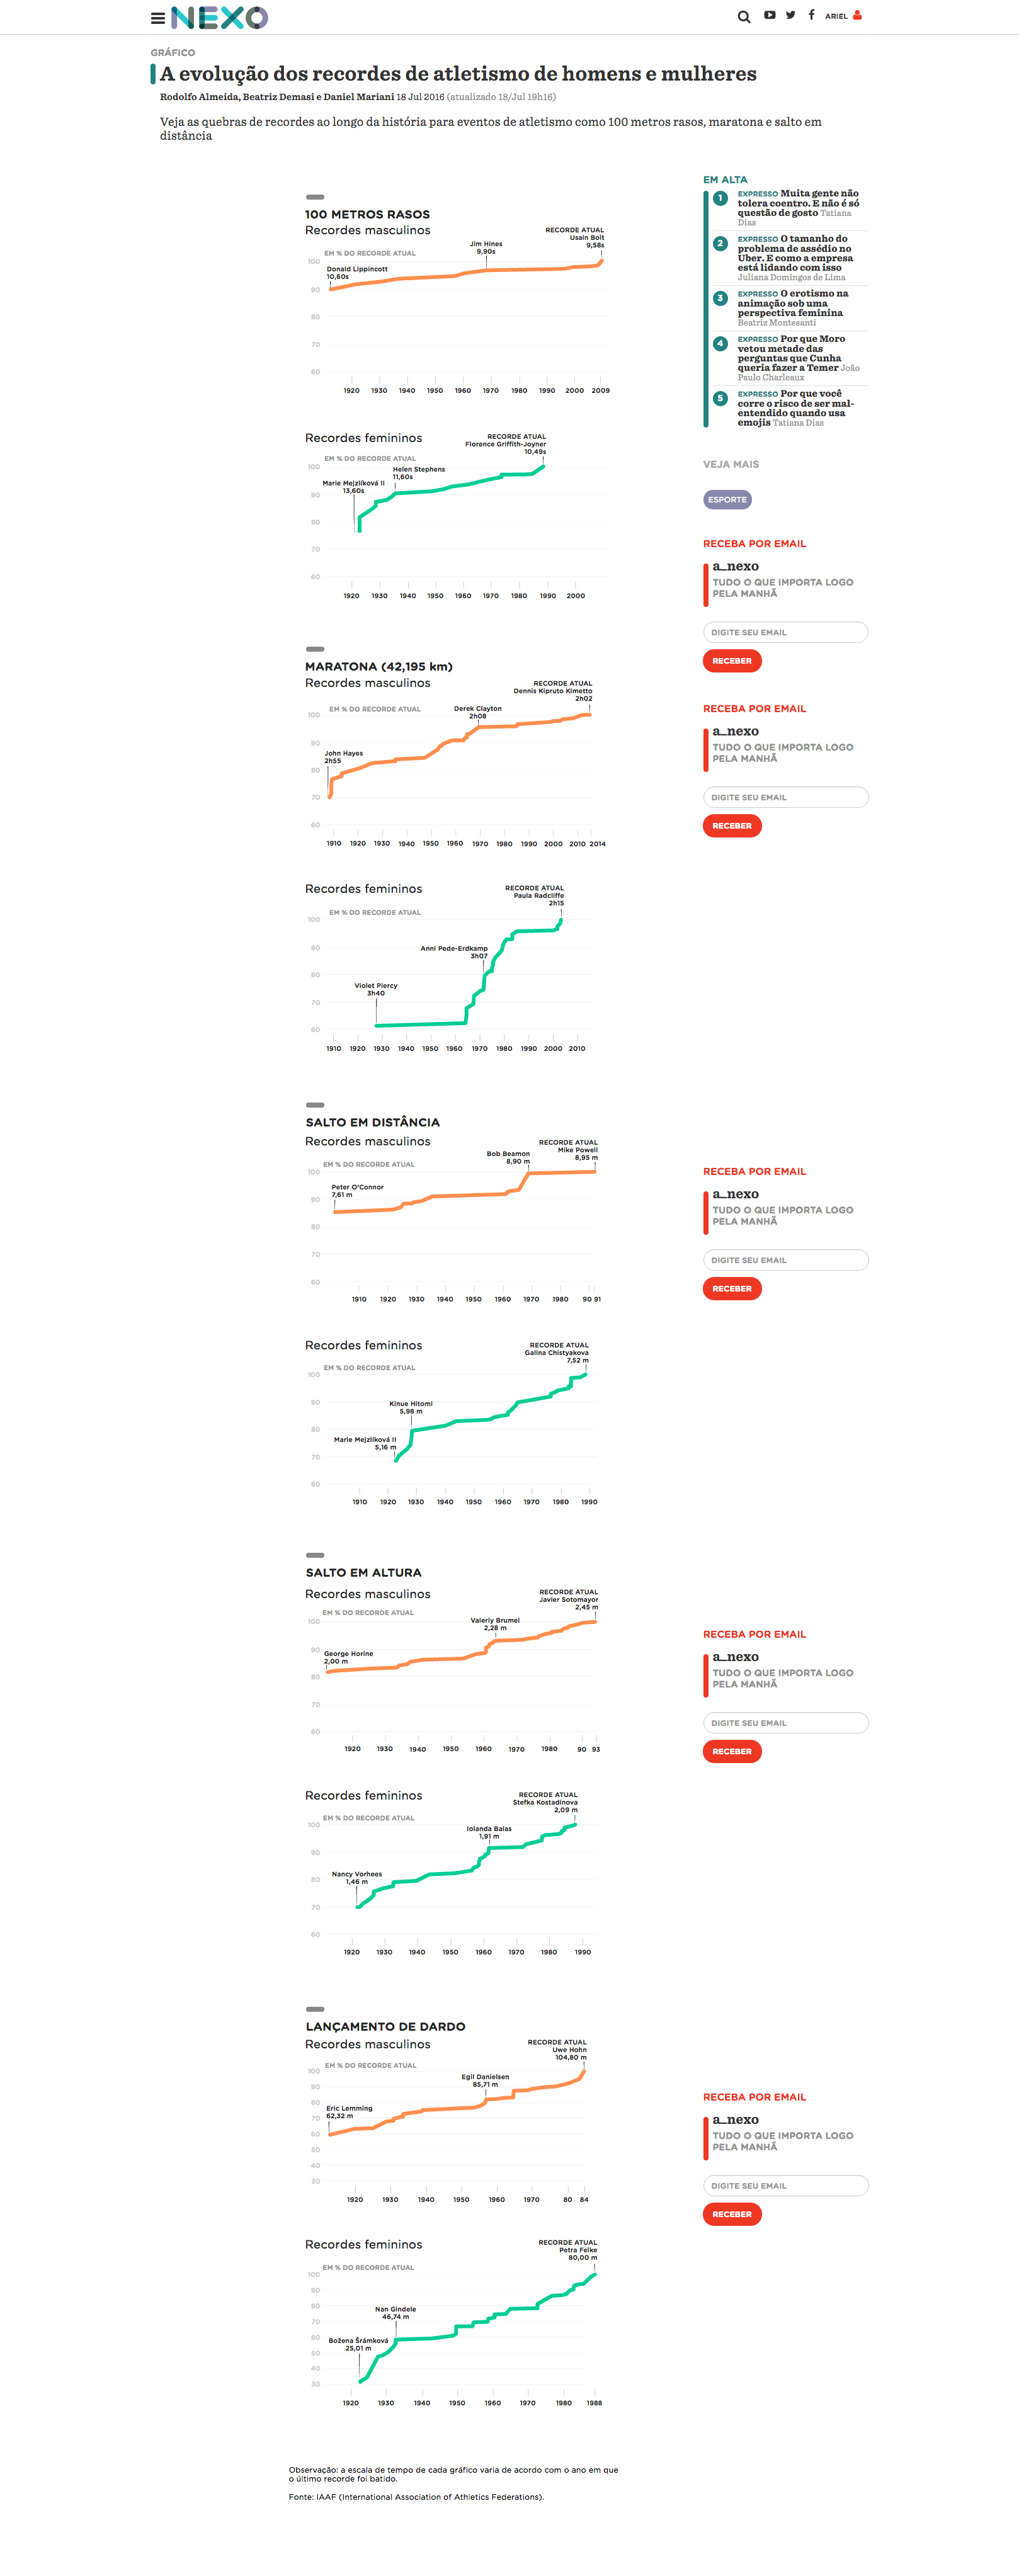 NEXO
ARIEL
GRÁFICO
A evolução dos recordes de atletismo de homens e mulheres
Rodolfo Almeida, Beatriz Demasi e Daniel Mariani 18 Jul 2016 (atualizado 18/Jul 19h16)
Veja as quebras de recordes ao longo da história para eventos de atletismo como 100 metros rasos, maratona e salto em
distância
EM ALTA
1
EXPRESSO Muita gente não
tolera coentro. E não é só
questão de gosto Tatiana
Dias
2
EXPRESSO O tamanho do
problema de assédio no
Uber. E como a empresa
está lidando com isso
Juliana Domingos de Lima
3
EXPRESSO O erotismo na
animação sob uma
perspectiva feminina
Beatriz Montesanti
4
EXPRESSO Por que Moro
vetou metade das
perguntas que Cunha
queria fazer a Temer João
Paulo Charleaux
5
EXPRESSO Por que você
corre o risco de ser mal-
entendido quando usa
emojis Tatiana Dias
VEJA MAIS
ESPORTE
RECEBA POR EMAIL
a_nexo
TUDO O QUE IMPORTA LOGO
PELA MANHÃ
DIGITE SEU EMAIL
RECEBER
RECEBA POR EMAIL
a_nexo
TUDO O QUE IMPORTA LOGO
PELA MANHÃ
DIGITE SEU EMAIL
RECEBER
RECEBA POR EMAIL
a_nexo
TUDO O QUE IMPORTA LOGO
PELA MANHÃ
DIGITE SEU EMAIL
RECEBER
RECEBA POR EMAIL
a_nexo
TUDO O QUE IMPORTA LOGO
PELA MANHÃ
DIGITE SEU EMAIL
RECEBER
RECEBA POR EMAIL
a_nexo
TUDO O QUE IMPORTA LOGO
PELA MANHÃ
DIGITE SEU EMAIL
RECEBER
100 METROS RASOS
Recordes masculinos
RECORDE ATUAL
Usain Bolt
9,58s
Jim Hines
9,90s
EM % DO RECORDE ATUAL
Donald Lippincott
10,60s
100
90
80
70
60
1920 1930 1940 1950 1960 1970 1980 1990 2000 2009
Recordes femininos
RECORDE ATUAL
Florence Griffith-Joyner
10,49s
EM % DO RECORDE ATUAL
Helen Stephens
11,60s
Marie Mejzlíková II
13,60s
100
90
80
70
60
1920 1930 1940 1950 1960 1970 1980 1990 2000
MARATONA (42,195 km)
Recordes masculinos
RECORDE ATUAL
Dennis Kipruto Kimetto
2h02
EM % DO RECORDE ATUAL
Derek Clayton
2h08
John Hayes
2h55
100
90
80
70
60
1910 1920 1930 1940 1950 1960 1970 1980 1990 2000 2010 2014
Recordes femininos
RECORDE ATUAL
Paula Radcliffe
2h15
EM % DO RECORDE ATUAL
Anni Pede-Erdkamp
3h07
Violet Piercy
3h40
100
90
80
70
60
1910 1920 1930 1940 1950 1960 1970 1980 1990 2000 2010
SALTO EM DISTÂNCIA
Recordes masculinos
RECORDE ATUAL
Mike Powell
8,95 m
Bob Beamon
8,90 m
EM % DO RECORDE ATUAL
Peter O'Connor
7,61 m
100
90
80
70
60
1910 1920 1930 1940 1950 1960 1970 1980 90 91
Recordes femininos
RECORDE ATUAL
Galina Chistyakova
7,52 m
EM % DO RECORDE ATUAL
Kinue Hitomi
5,98 m
Marie Mejzlíková II
5,16 m
100
90
80
70
60
1910 1920 1930 1940 1950 1960 1970 1980 1990
SALTO EM ALTURA
Recordes masculinos
RECORDE ATUAL
Javier Sotomayor
2,45 m
EM % DO RECORDE ATUAL
Valeriy Brumel
2,28 m
George Horine
2,00 m
100
90
80
70
60
1920 1930 1940 1950 1960 1970 1980 90 93
Recordes femininos
RECORDE ATUAL
Stefka Kostadinova
2,09 m
EM % DO RECORDE ATUAL
Iolanda Balas
1,91 m
Nancy Vorhees
1,46 m
100
90
80
70
60
1920 1930 1940 1950 1960 1970 1980 1990
LANÇAMENTO DE DARDO
Recordes masculinos
RECORDE ATUAL
Uwe Hohn
104,80 m
EM % DO RECORDE ATUAL
Egil Danielsen
85,71 m
Eric Lemming
62,32 m
100
90
80
70
60
50
40
30
1920 1930 1940 1950 1960 1970 80 84
Recordes femininos
RECORDE ATUAL
Petra Felke
80,00 m
EM % DO RECORDE ATUAL
Nan Gindele
46,74 m
Božena Šrámková
25,01 m
100
90
80
70
60
50
40
30
1920 1930 1940 1950 1960 1970 1980 1988
Observação: a escala de tempo de cada gráfico varia de acordo com o ano em que
o último recorde foi batido.
Fonte: IAAF (International Association of Athletics Federations).